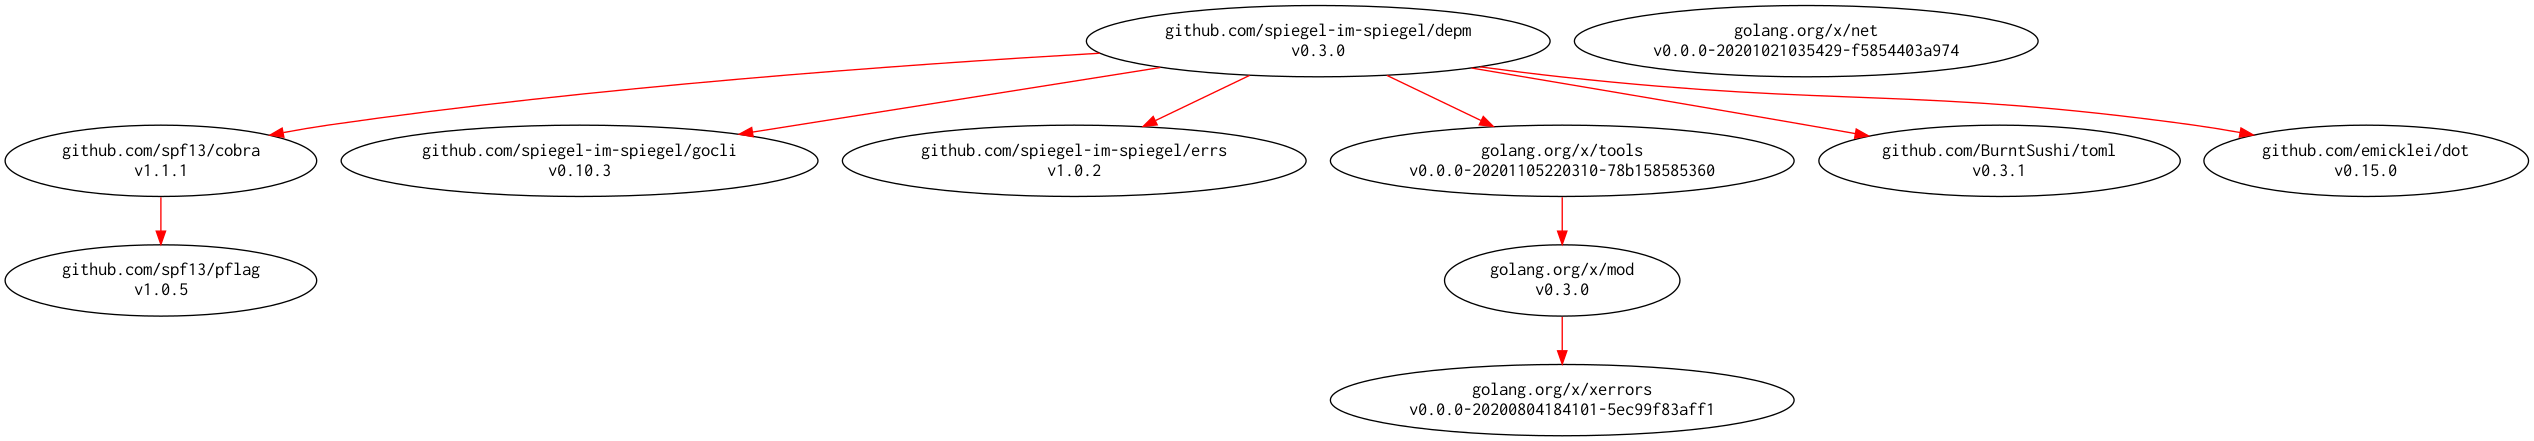 github.com/spiegel-im-spiegel/depm
v0.3.0
golang.org/x/net
v0.0.0-20201021035429-f5854403a974
github.com/spf13/cobra
v1.1.1
github.com/spiegel-im-spiegel/gocli
v0.10.3
github.com/spiegel-im-spiegel/errs
v1.0.2
golang.org/x/tools
v0.0.0-20201105220310-78b158585360
github.com/BurntSushi/toml
v0.3.1
github.com/emicklei/dot
v0.15.0
github.com/spf13/pflag
v1.0.5
golang.org/x/mod
v0.3.0
golang.org/x/xerrors
v0.0.0-20200804184101-5ec99f83aff1